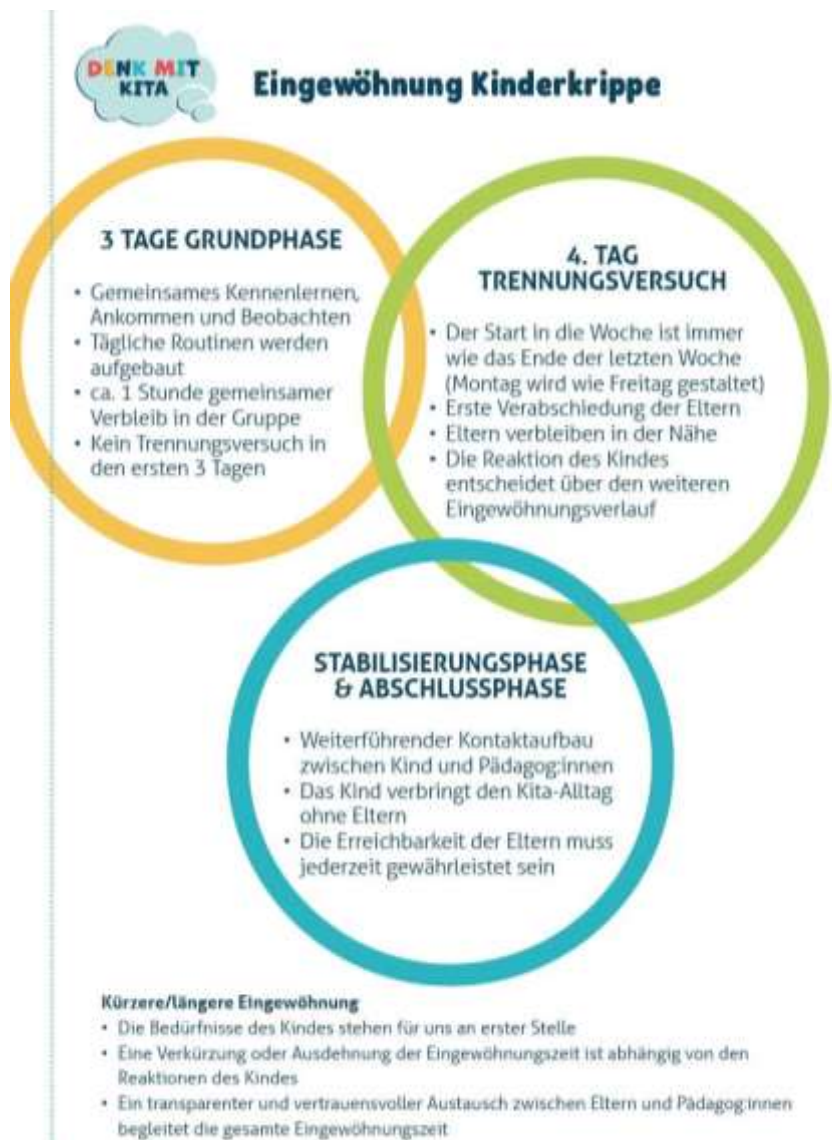 DENK MIT
KITA
Eingewöhnung Kinderkrippe
3 TAGE GRUNDPHASE
• Gemeinsames Kennenlernen,
Ankommen und Beobachten
• Tägliche Routinen werden
aufgebaut
• ca. 1 Stunde gemeinsamer
Verbleib in der Gruppe
• Kein Trennungsversuch in
den ersten 3 Tagen
4. TAG
TRENNUNGSVERSUCH
• Der Start in die Woche ist immer
wie das Ende der letzten Woche
(Montag wird wie Freitag gestaltet)
• Erste Verabschiedung der Eltern
• Eltern verbleiben in der Nähe
• Die Reaktion des Kindes
entscheidet über den weiteren
Eingewöhnungsverlauf
STABILISIERUNGSPHASE
& ABSCHLUSSPHASE
• Weiterführender Kontaktaufbau
zwischen Kind und Pädagog:innen
• Das Kind verbringt den Kita-Alltag
ohne Eltern
• Die Erreichbarkeit der Eltern muss
jederzeit gewährleistet sein
Kürzere/längere Eingewöhnung
• Die Bedürfnisse des Kindes stehen für uns an erster Stelle
• Eine Verkürzung oder Ausdehnung der Eingewöhnungszeit ist abhängig von den
Reaktionen des Kindes
• Ein transparenter und vertrauensvoller Austausch zwischen Eltern und Pädagog:innen
begleitet die gesamte Eingewöhnungszeit